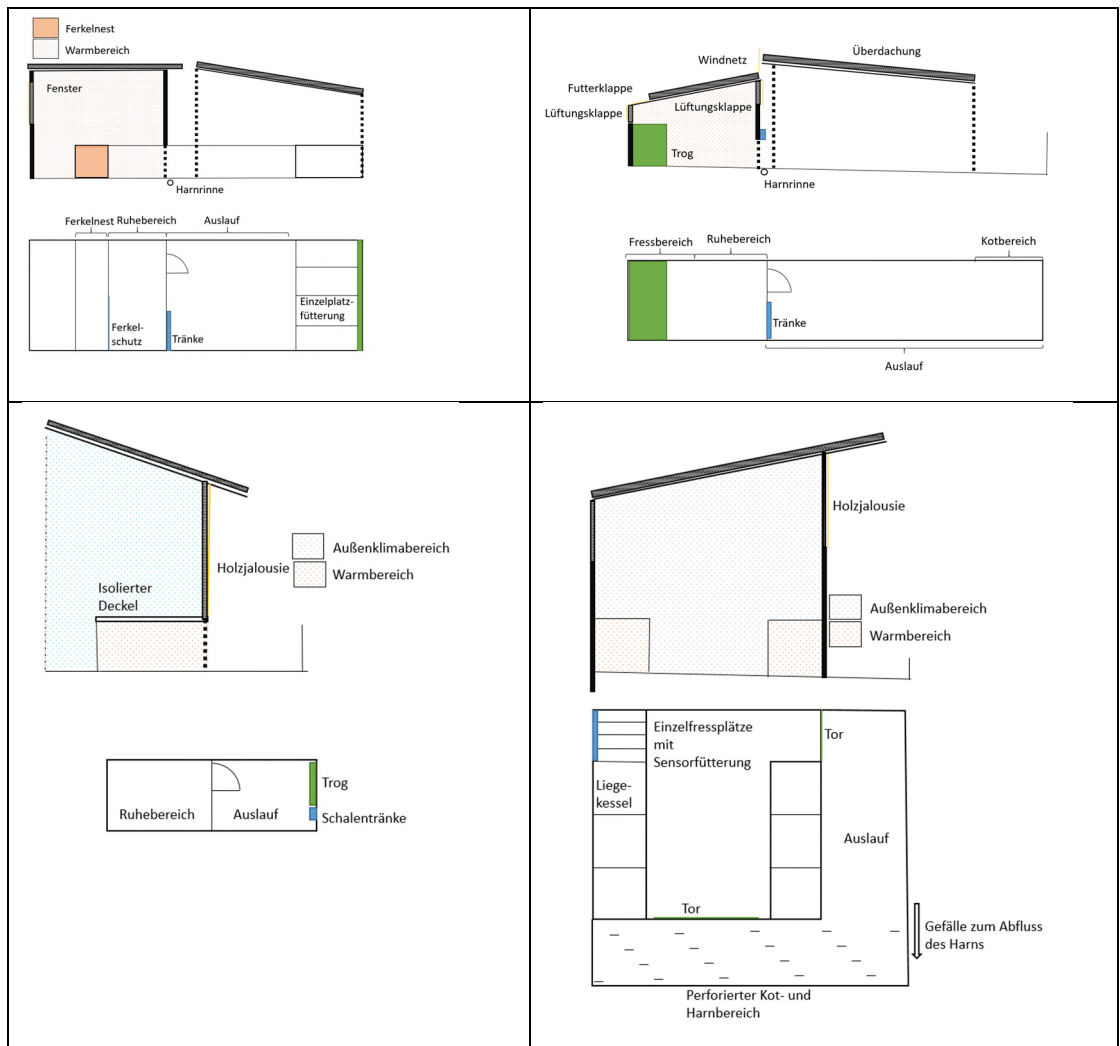 Ferkelnest
Warmbereich
Fenster
Harnrinne
Ferkelnest Ruhebereich Auslauf
Einzelplatz-
fütterung
Ferkel-
schutz
Tränke
Überdachung
Windnetz
Futterklappe
Lüftungsklappe
Lüftungsklappe
Trog
Harnrinne
Fressbereich
Ruhebereich
Kotbereich
Tränke
Auslauf
Holzjalousie
Außenklimabereich
Warmbereich
Isolierter
Deckel
Ruhebereich
Auslauf
Trog
Schalentränke
Holzjalousie
Außenklimabereich
Warmbereich
Einzelfressplätze
mit
Sensorfütterung
Tor
Liege-
kessel
Auslauf
Tor
Gefälle zum Abfluss
des Harns
Perforierter Kot- und
Harnbereich